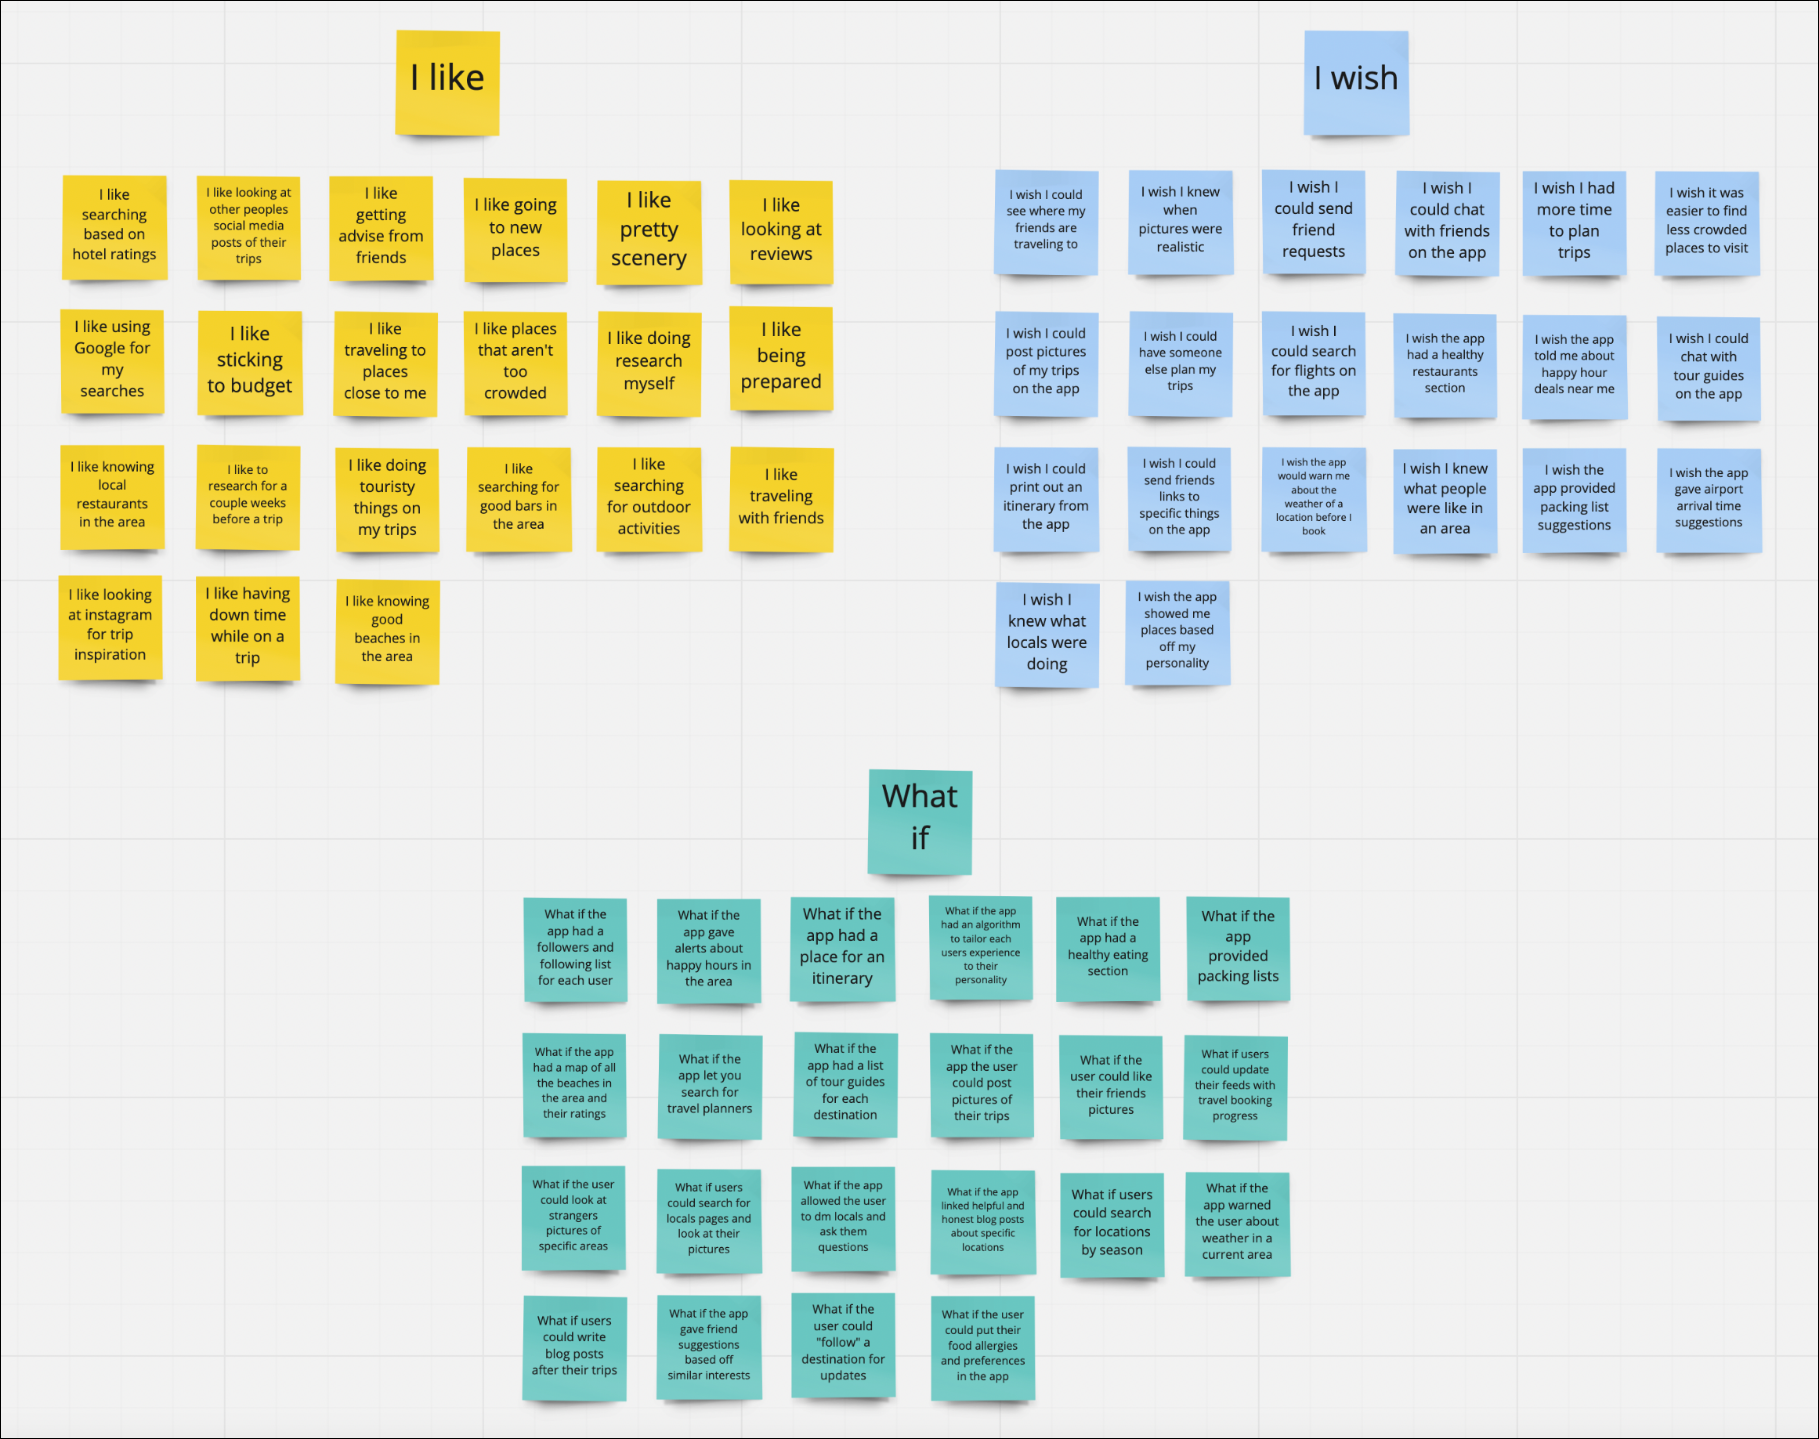 I like
I like
searching
based on
hotel ratings
I like looking at
other peoples
social media
posts of their
trips
I like
getting
advise from
friends
I like going
to new
places
I like
pretty
scenery
I like
looking at
reviews
I like using
Google for
my
searches
I like
sticking
to budget
I like
traveling to
places
close to me
I like places
that aren't
too
crowded
I like doing
research
myself
I like
being
prepared
I like knowing
local
restaurants
in the area
I like to
research for a
couple weeks
before a trip
I like doing
touristy
things on
my trips
I like
searching for
good bars in
the area
I like
searching
for outdoor
activities
I like
traveling
with friends
I like looking
at instagram
for trip
inspiration
I like having
down time
while on a
trip
I like knowing
good
beaches in
the area
I wish
I wish I could
see where my
friends are
traveling to
I wish I knew
when
pictures were
realistic
I wish I
could send
friend
requests
I wish I
could chat
with friends
on the app
I wish I had
more time
to plan
trips
I wish it was
easier to find
less crowded
places to visit
I wish I could
post pictures
of my trips
on the app
I wish I could
have someone
else plan my
trips
I wish I
could search
for flights on
the app
I wish the app
had a healthy
restaurants
section
I wish the app
told me about
happy hour
deals near me
I wish I could
chat with
tour guides
on the app
I wish I could
print out an
itinerary from
the app
I wish I could
send friends
links to
specific things
on the app
I wish the app
would warn me
about the
weather of a
location before I
book
I wish I knew
what people
were like in
an area
I wish the
app provided
packing list
suggestions
I wish the app
gave airport
arrival time
suggestions
I wish I
knew what
locals were
doing
I wish the app
showed me
places based
off my
personality
What
if
What if the
app had a
followers and
following list
for each user
What if the
app gave
alerts about
happy hours in
the area
What if the
app had a
place for an
itinerary
What if the app
had an algorithm
to tailor each
users experience
to their
personality
What if the
app had a
healthy eating
section
What if the
app
provided
packing lists
What if the app
had a map of all
the beaches in
the area and
their ratings
What if the
app let you
search for
travel planners
What if the
app had a list
of tour guides
for each
destination
What if the
app the user
could post
pictures of
their trips
What if the
user could like
their friends
pictures
What if users
could update
their feeds with
travel booking
progress
What if the user
could look at
strangers
pictures of
specific areas
What if users
could search for
locals pages and
look at their
pictures
What if the app
allowed the user
to dm locals and
ask them
questions
What if the app
linked helpful and
honest blog posts
about specific
locations
What if users
could search
for locations
by season
What if the
app warned
the user about
weather in a
current area
What if users
could write
blog posts
after their trips
What if the app
gave friend
suggestions
based off
similar interests
What if the
user could
"follow" a
destination for
updates
What if the user
could put their
food allergies
and preferences
in the app